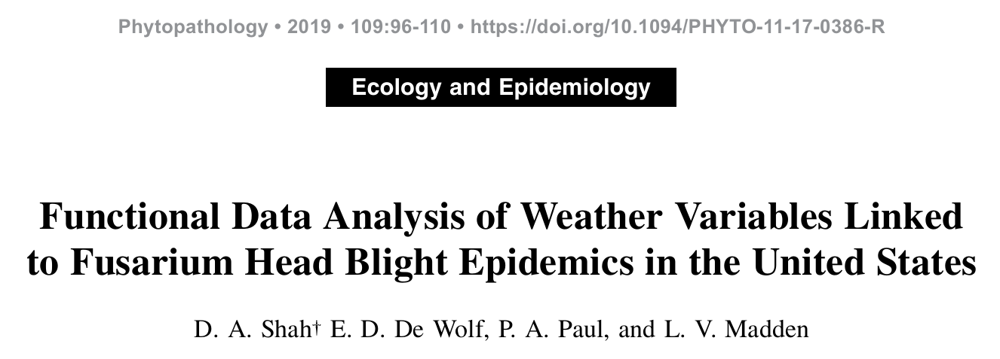 Phytopathology • 2019 • 109:96-110 • https://doi.org/10.1094/PHYTO-11-17-0386-R
Ecology and Epidemiology
Functional Data Analysis of Weather Variables Linked
to Fusarium Head Blight Epidemics in the United States
D. A. Shah† E. D. De Wolf, P. A. Paul, and L. V. Madden